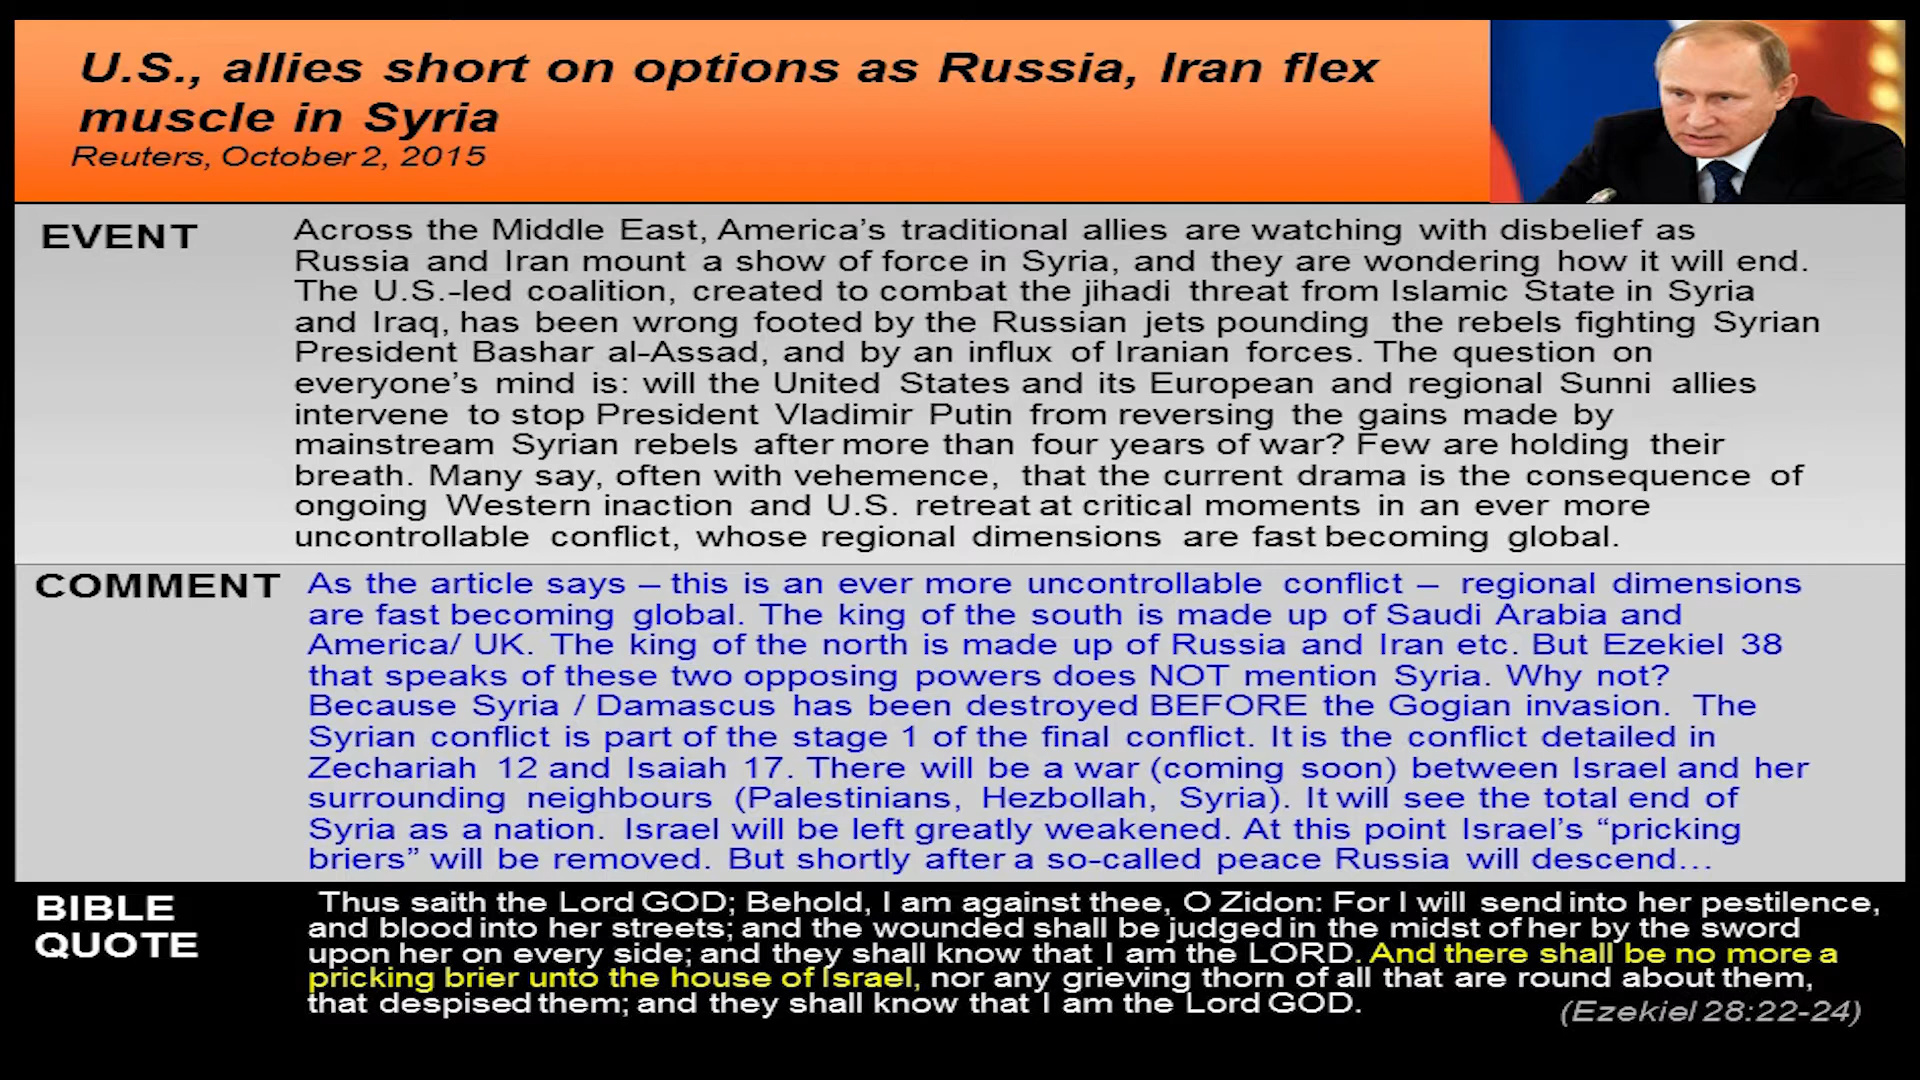 U.S., allies short on options as Russia, Iran flex
muscle in Syria
Reuters, October 2, 2015
EVENT
Across the Middle East, America’s traditional allies are watching with disbelief as
Russia and Iran mount a show of force in Syria, and they are wondering how it will end.
The U.S.-led coalition, created to combat the jihadi threat from Islamic State in Syria
and Iraq, has been wrong footed by the Russian jets pounding the rebels fighting Syrian
President Bashar al-Assad, and by an influx of Iranian forces. The question on
everyone’s mind is: will the United States and its European and regional Sunni allies
intervene to stop President Vladimir Putin from reversing the gains made by
mainstream Syrian rebels after more than four years of war? Few are holding their
breath. Many say, often with vehemence, that the current drama is the consequence of
ongoing Western inaction and U.S. retreat at critical moments in an ever more
uncontrollable conflict, whose regional dimensions are fast becoming global.
COMMENT
As the article says – this is an ever more uncontrollable conflict – regional dimensions
are fast becoming global. The king of the south is made up of Saudi Arabia and
America/ UK. The king of the north is made up of Russia and Iran etc. But Ezekiel 38
that speaks of these two opposing powers does NOT mention Syria. Why not?
Because Syria / Damascus has been destroyed BEFORE the Gogian invasion. The
Syrian conflict is part of the stage 1 of the final conflict. It is the conflict detailed in
Zechariah 12 and Isaiah 17. There will be a war (coming soon) between Israel and her
surrounding neighbours (Palestinians, Hezbollah, Syria). It will see the total end of
Syria as a nation. Israel will be left greatly weakened. At this point Israel’s “pricking
briers” will be removed. But shortly after a so-called peace Russia will descend…
BIBLE
QUOTE
Thus saith the Lord GOD; Behold, I am against thee, O Zidon: For I will send into her pestilence,
and blood into her streets; and the wounded shall be judged in the midst of her by the sword
upon her on every side; and they shall know that I am the LORD. And there shall be no more a
pricking brier unto the house of Israel, nor any grieving thorn of all that are round about them,
that despised them; and they shall know that I am the Lord GOD.
(Ezekiel 28:22-24)